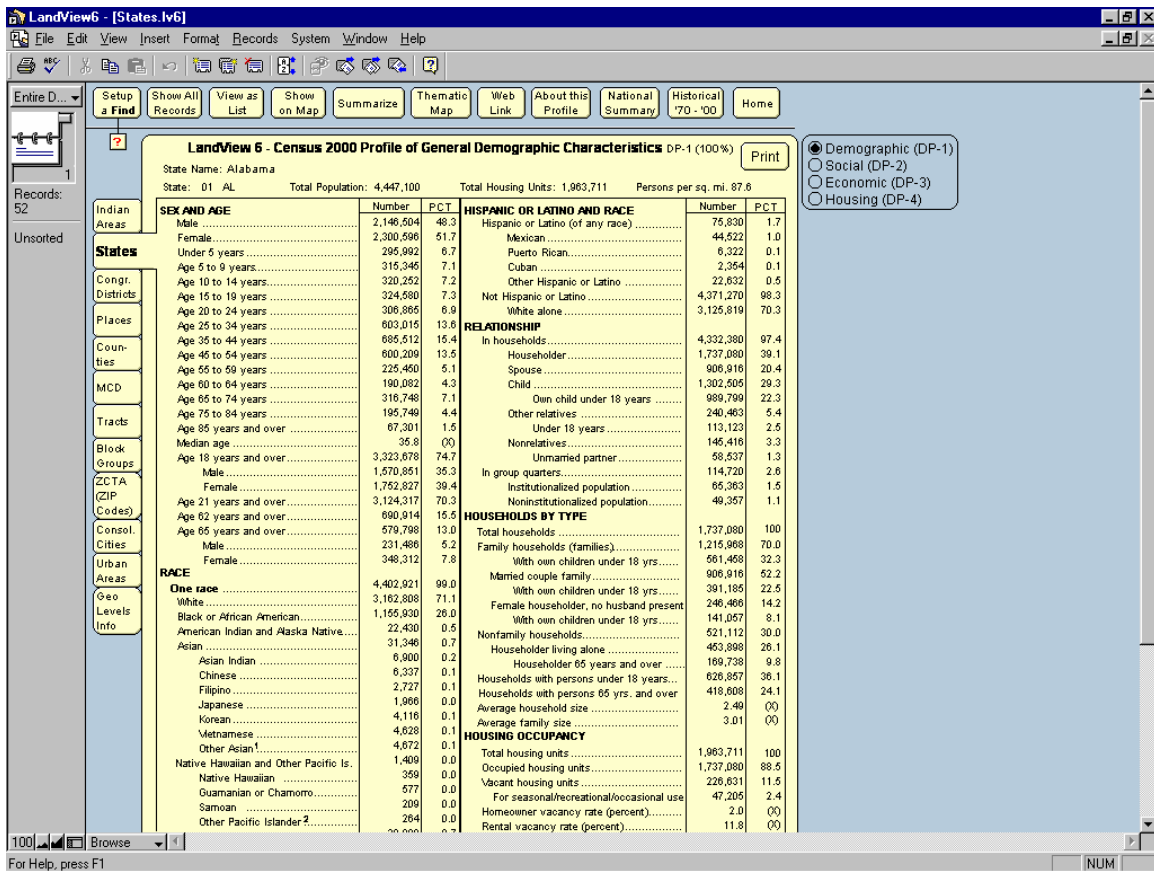 LandView6 - [States.lv6]
File Edit View Insert Format Records System Window Help
Entire D...
1
Records:
52
Unsorted
Setup a Find
Show All Records
View as List
Show on Map
Summarize
Thematic Map
Web Link
About this Profile
National Summary
Historical '70 - '00
Home
?
LandView 6 - Census 2000 Profile of General Demographic Characteristics DP-1 (100%)
Print
State Name: Alabama
State: 01 AL Total Population: 4,447,100 Total Housing Units: 1,963,711 Persons per sq. mi. 87.6
Demographic (DP-1)
Social (DP-2)
Economic (DP-3)
Housing (DP-4)
Indian Areas
States
Congr. Districts
Places
Coun-ties
MCD
Tracts
Block Groups
ZCTA (ZIP Codes)
Consol. Cities
Urban Areas
Geo Levels Info
SEX AND AGE Number PCT
Male 2,146,504 48.3
Female 2,300,596 51.7
Under 5 years 295,992 6.7
Age 5 to 9 years 315,345 7.1
Age 10 to 14 years 320,252 7.2
Age 15 to 19 years 324,580 7.3
Age 20 to 24 years 306,865 6.9
Age 25 to 34 years 603,015 13.6
Age 35 to 44 years 685,512 15.4
Age 45 to 54 years 600,209 13.5
Age 55 to 59 years 225,450 5.1
Age 60 to 64 years 190,082 4.3
Age 65 to 74 years 316,748 7.1
Age 75 to 84 years 195,749 4.4
Age 85 years and over 67,301 1.5
Median age 35.8 (X)
Age 18 years and over 3,323,678 74.7
Male 1,570,851 35.3
Female 1,752,827 39.4
Age 21 years and over 3,124,317 70.3
Age 62 years and over 690,914 15.5
Age 65 years and over 579,798 13.0
Male 231,486 5.2
Female 348,312 7.8
RACE
One race 4,402,921 99.0
White 3,162,808 71.1
Black or African American 1,155,930 26.0
American Indian and Alaska Native 22,430 0.5
Asian 31,346 0.7
Asian Indian 6,900 0.2
Chinese 6,337 0.1
Filipino 2,727 0.1
Japanese 1,966 0.0
Korean 4,116 0.1
Vietnamese 4,628 0.1
Other Asian 1 4,672 0.1
Native Hawaiian and Other Pacific Is. 1,409 0.0
Native Hawaiian 359 0.0
Guamanian or Chamorro 577 0.0
Samoan 209 0.0
Other Pacific Islander 2 264 0.0
HISPANIC OR LATINO AND RACE Number PCT
Hispanic or Latino (of any race) 75,830 1.7
Mexican 44,522 1.0
Puerto Rican 6,322 0.1
Cuban 2,354 0.1
Other Hispanic or Latino 22,632 0.5
Not Hispanic or Latino 4,371,270 98.3
White alone 3,125,819 70.3
RELATIONSHIP
In households 4,332,380 97.4
Householder 1,737,080 39.1
Spouse 906,916 20.4
Child 1,302,505 29.3
Own child under 18 years 989,799 22.3
Other relatives 240,463 5.4
Under 18 years 113,123 2.5
Nonrelatives 145,416 3.3
Unmarried partner 58,537 1.3
In group quarters 114,720 2.6
Institutionalized population 65,363 1.5
Noninstitutionalized population 49,357 1.1
HOUSEHOLDS BY TYPE
Total households 1,737,080 100
Family households (families) 1,215,968 70.0
With own children under 18 yrs 561,458 32.3
Married couple family 906,916 52.2
With own children under 18 yrs 391,185 22.5
Female householder, no husband present 246,466 14.2
With own children under 18 yrs 141,057 8.1
Nonfamily households 521,112 30.0
Householder living alone 453,898 26.1
Householder 65 years and over 169,738 9.8
Households with persons under 18 years 626,857 36.1
Households with persons 65 yrs. and over 418,608 24.1
Average household size 2.49 (X)
Average family size 3.01 (X)
HOUSING OCCUPANCY
Total housing units 1,963,711 100
Occupied housing units 1,737,080 88.5
Vacant housing units 226,631 11.5
For seasonal/recreational/occasional use 47,205 2.4
Homeowner vacancy rate (percent) 2.0 (X)
Rental vacancy rate (percent) 11.8 (X)
100 Browse
For Help, press F1 NUM